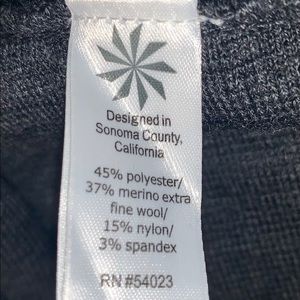 Designed in
Sonoma County,
California
45% polyester/
37% merino extra
fine wool/
15% nylon/
3% spandex
RN #54023